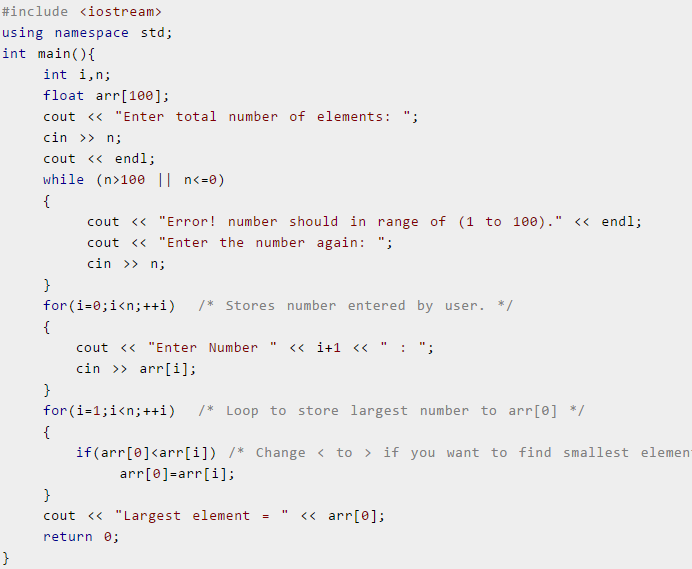 #include <iostream>
using namespace std;
int main(){
int i,n;
float arr[100];
cout << "Enter total number of elements: ";
cin >> n;
cout << endl;
while (n>100 || n<=0)
{
cout << "Error! number should in range of (1 to 100)." << endl;
cout << "Enter the number again: ";
cin >> n;
}
for(i=0;i<n;++i) /* Stores number entered by user. */
{
cout << "Enter Number " << i+1 << " : ";
cin >> arr[i];
}
for(i=1;i<n;++i) /* Loop to store largest number to arr[0] */
{
if(arr[0]<arr[i]) /* Change < to > if you want to find smallest elemen
arr[0]=arr[i];
}
cout << "Largest element = " << arr[0];
return 0;
}